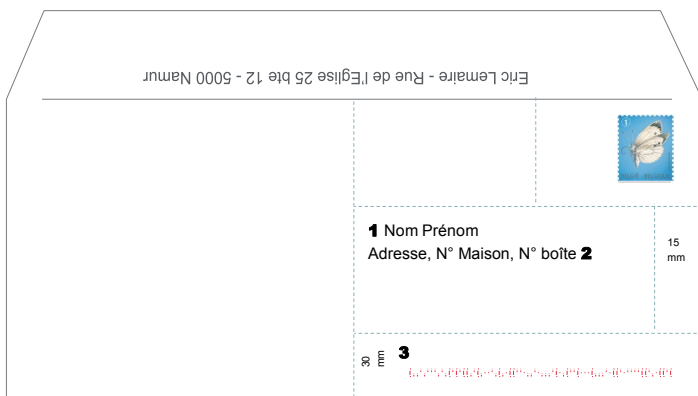 Eric Lemaire - Rue de l'Eglise 25 bte 12 - 5000 Namur
1
1 Nom Prénom
Adresse, N° Maison, N° boîte 2
15
mm
30
mm
3